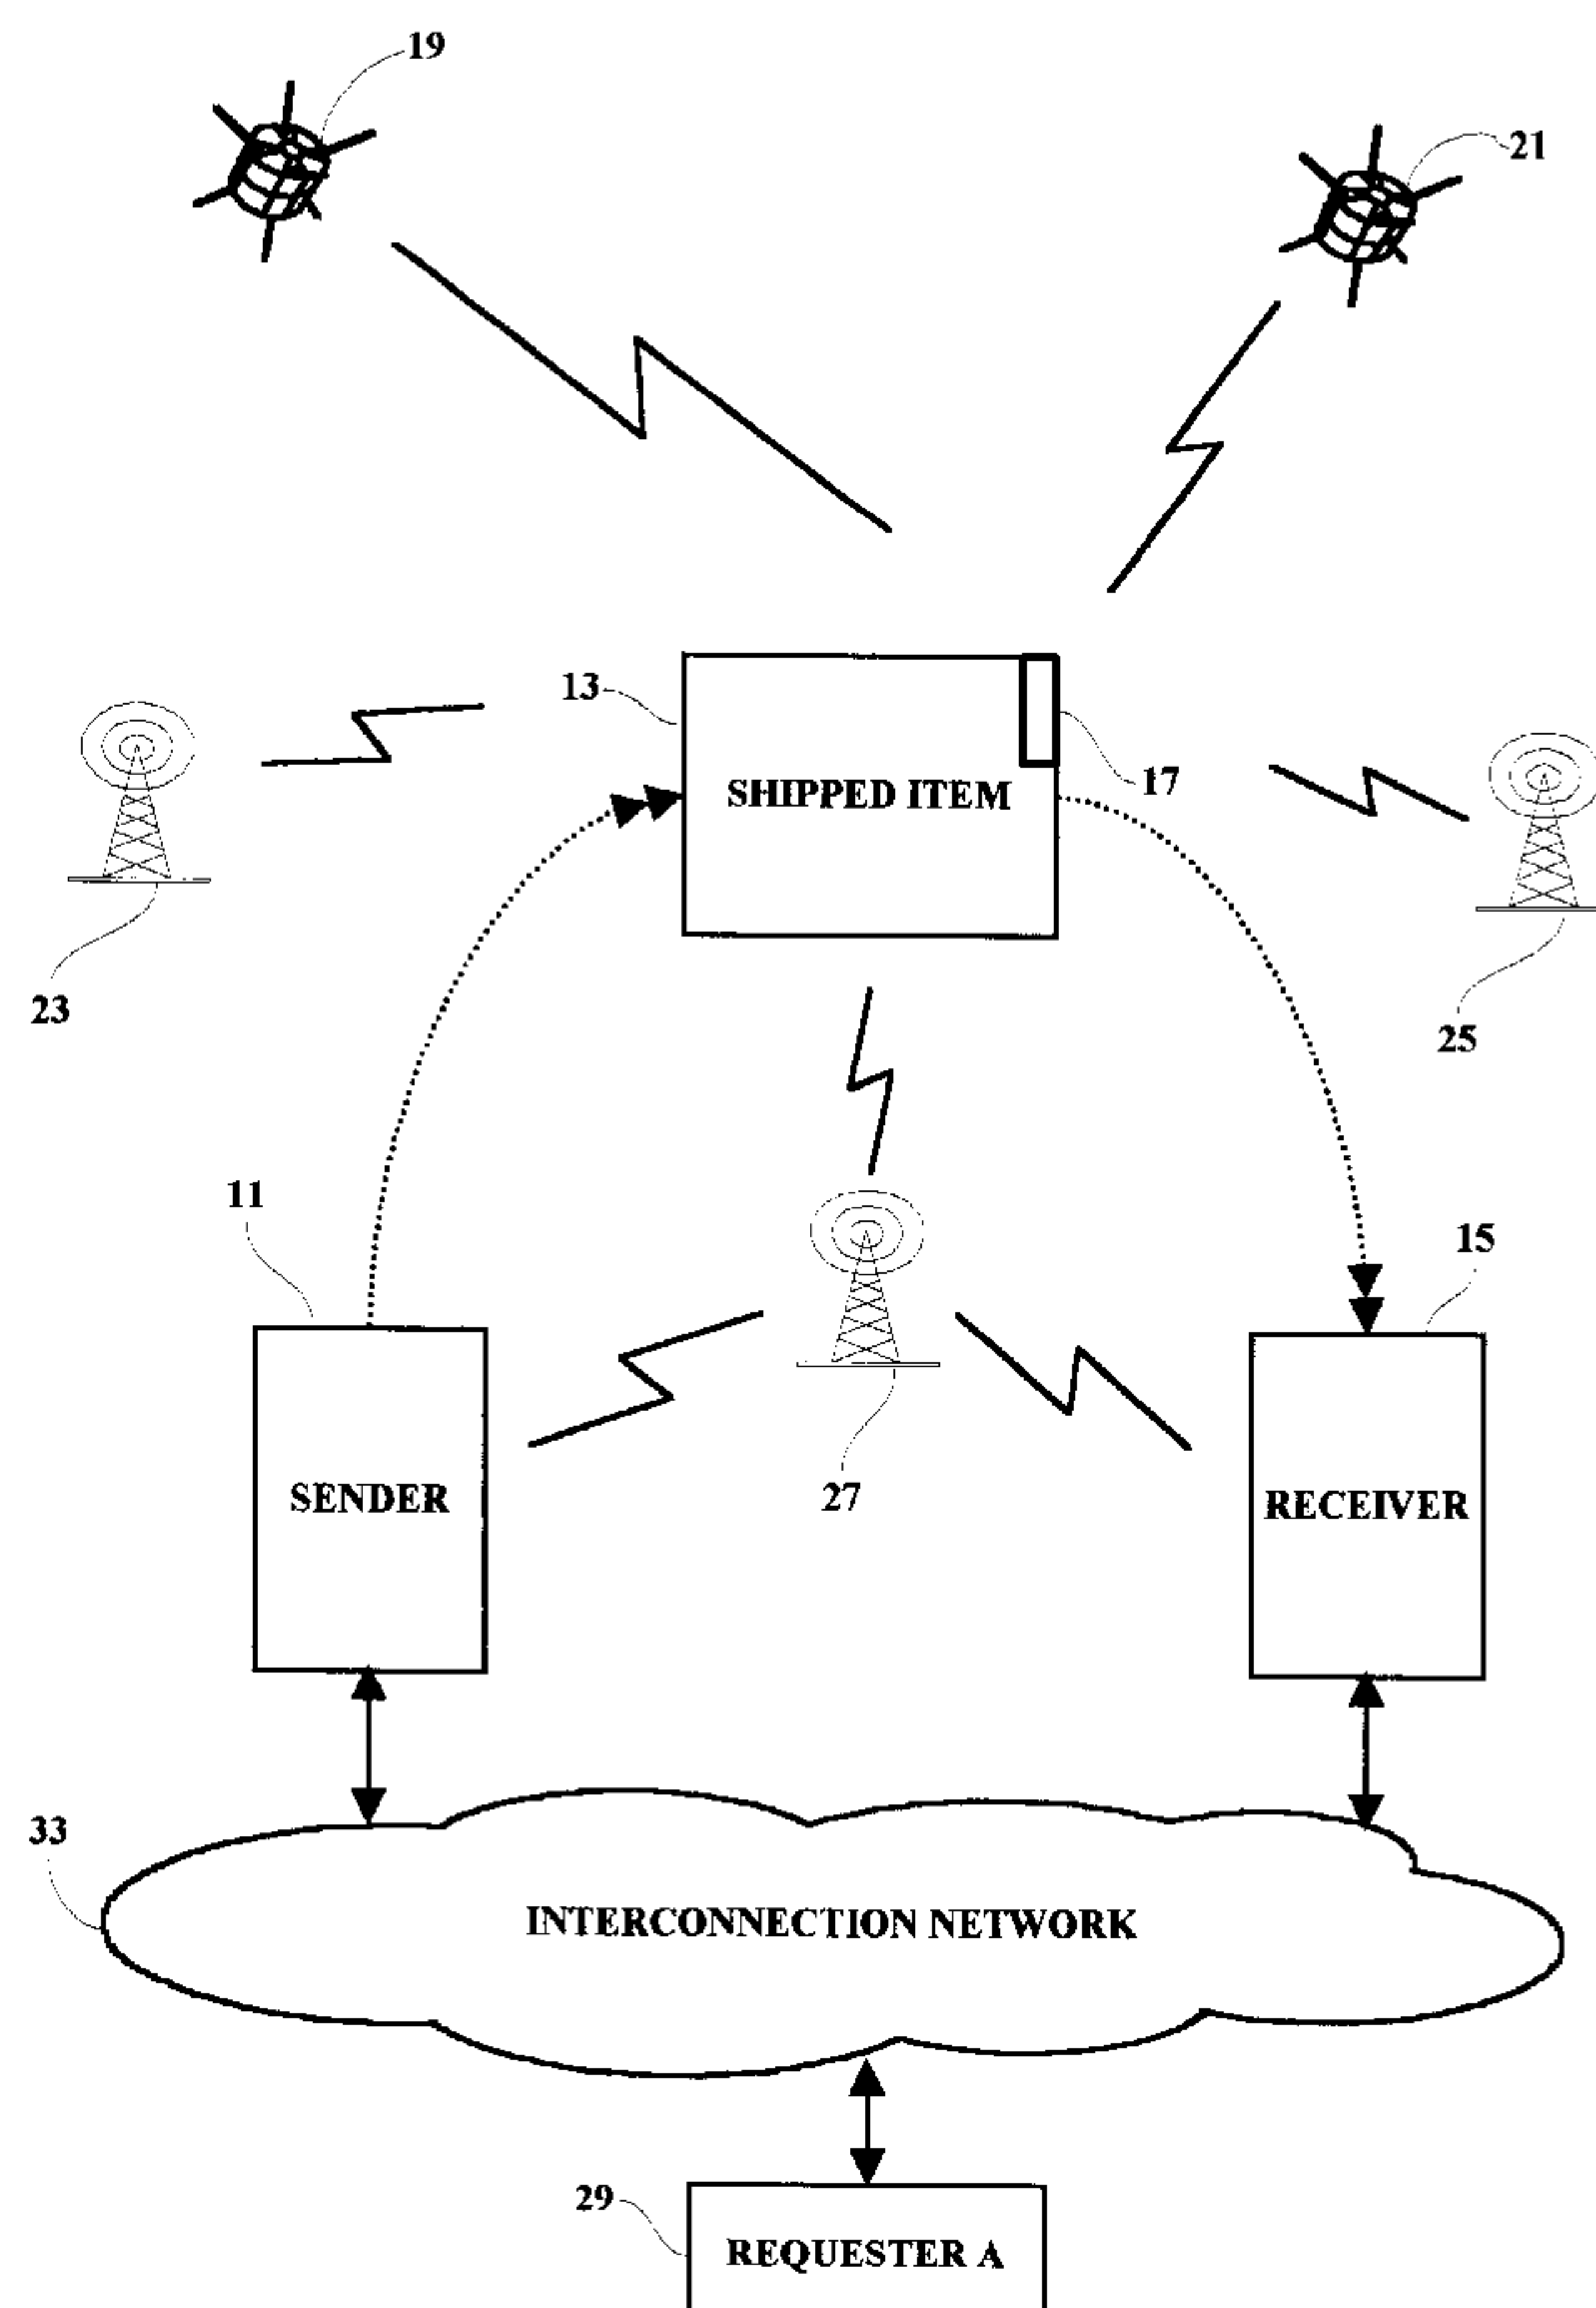 19
21
13
17
SHIPPED ITEM
23
25
11
15
27
SENDER
RECEIVER
33
INTERCONNECTION NETWORK
29
REQUESTER A